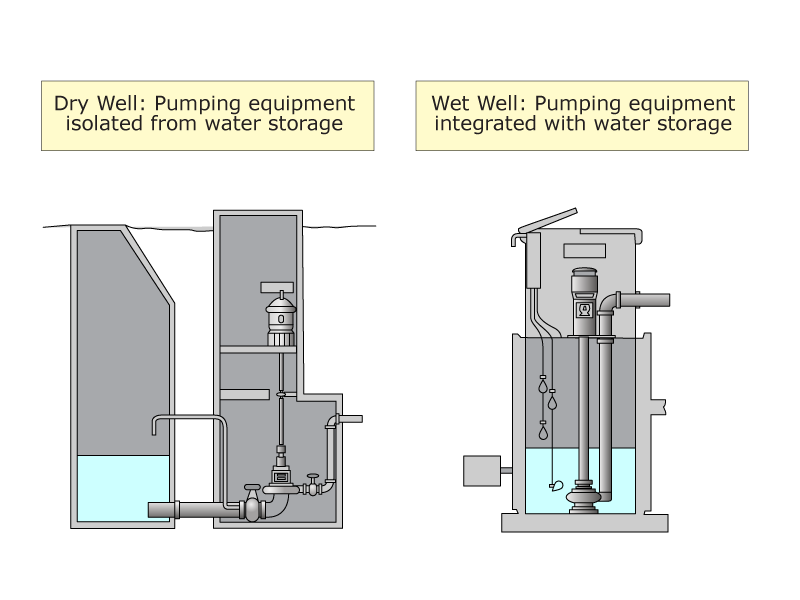 Dry Well: Pumping equipment
isolated from water storage
Wet Well: Pumping equipment
integrated with water storage